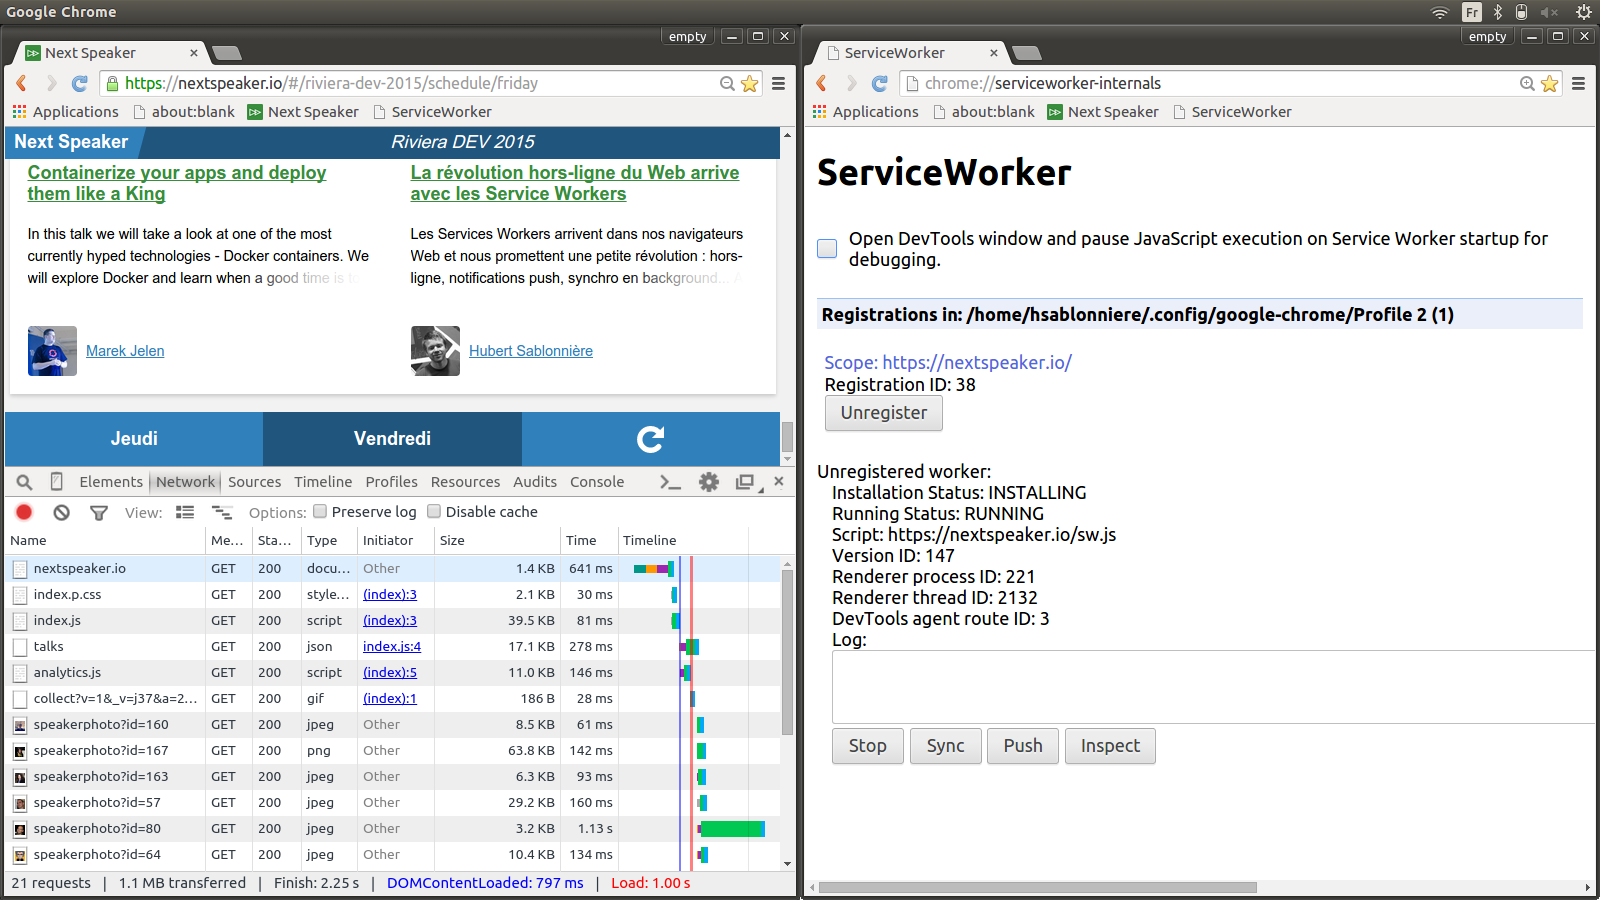 Google Chrome
Fr
empty
Next Speaker
https://nextspeaker.io/#/riviera-dev-2015/schedule/friday
Applications about:blank Next Speaker ServiceWorker
Next Speaker
Riviera DEV 2015
Containerize your apps and deploy
them like a King
In this talk we will take a look at one of the most
currently hyped technologies - Docker containers. We
will explore Docker and learn when a good time is to
Marek Jelen
La révolution hors-ligne du Web arrive
avec les Service Workers
Les Services Workers arrivent dans nos navigateurs
Web et nous promettent une petite révolution : hors-
ligne, notifications push, synchro en background... A
Hubert Sablonnière
Jeudi Vendredi
Elements Network Sources Timeline Profiles Resources Audits Console
View: Options: Preserve log Disable cache
Name Me... Sta... Type Initiator Size Time Timeline
nextspeaker.io GET 200 docu... Other 1.4 KB 641 ms
index.p.css GET 200 style... (index):3 2.1 KB 30 ms
index.js GET 200 script (index):3 39.5 KB 81 ms
talks GET 200 json index.js:4 17.1 KB 278 ms
analytics.js GET 200 script (index):5 11.0 KB 146 ms
collect?v=1&_v=j37&a=2... GET 200 gif (index):1 186 B 28 ms
speakerphoto?id=160 GET 200 jpeg Other 8.5 KB 61 ms
speakerphoto?id=167 GET 200 png Other 63.8 KB 142 ms
speakerphoto?id=163 GET 200 jpeg Other 6.3 KB 93 ms
speakerphoto?id=57 GET 200 jpeg Other 29.2 KB 160 ms
speakerphoto?id=80 GET 200 jpeg Other 3.2 KB 1.13 s
speakerphoto?id=64 GET 200 jpeg Other 10.4 KB 134 ms
21 requests | 1.1 MB transferred | Finish: 2.25 s | DOMContentLoaded: 797 ms | Load: 1.00 s
empty
ServiceWorker
chrome://serviceworker-internals
Applications about:blank Next Speaker ServiceWorker
ServiceWorker
Open DevTools window and pause JavaScript execution on Service Worker startup for
debugging.
Registrations in: /home/hsablonniere/.config/google-chrome/Profile 2 (1)
Scope: https://nextspeaker.io/
Registration ID: 38
Unregister
Unregistered worker:
Installation Status: INSTALLING
Running Status: RUNNING
Script: https://nextspeaker.io/sw.js
Version ID: 147
Renderer process ID: 221
Renderer thread ID: 2132
DevTools agent route ID: 3
Log:
Stop Sync Push Inspect